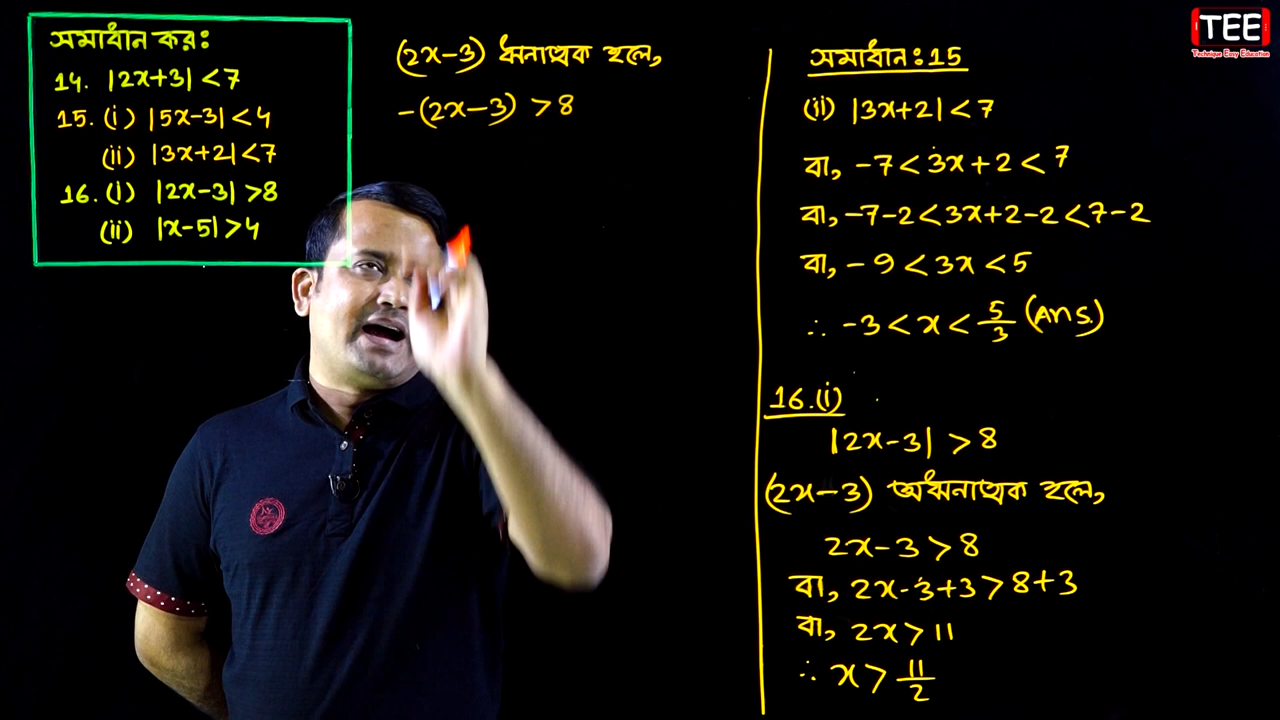 সমাধান কর:
14. |2x+3| < 7
15. (i) |5x-3| < 4
(ii) |3x+2| < 7
16. (i) |2x-3| > 8
(ii) |x-5| > 4
(2x-3) ঋনাত্মক হলে,
-(2x-3) > 8
সমাধান: 15
(ii) |3x+2| < 7
বা, -7 < 3x+2 < 7
বা, -7-2 < 3x+2-2 < 7-2
বা, -9 < 3x < 5
∴ -3 < x < 5/3 (Ans.)
16.(i)
|2x-3| > 8
(2x-3) অঋনাত্মক হলে,
2x-3 > 8
বা, 2x-3+3 > 8+3
বা, 2x > 11
∴ x > 11/2
TEE
Technique Easy Education